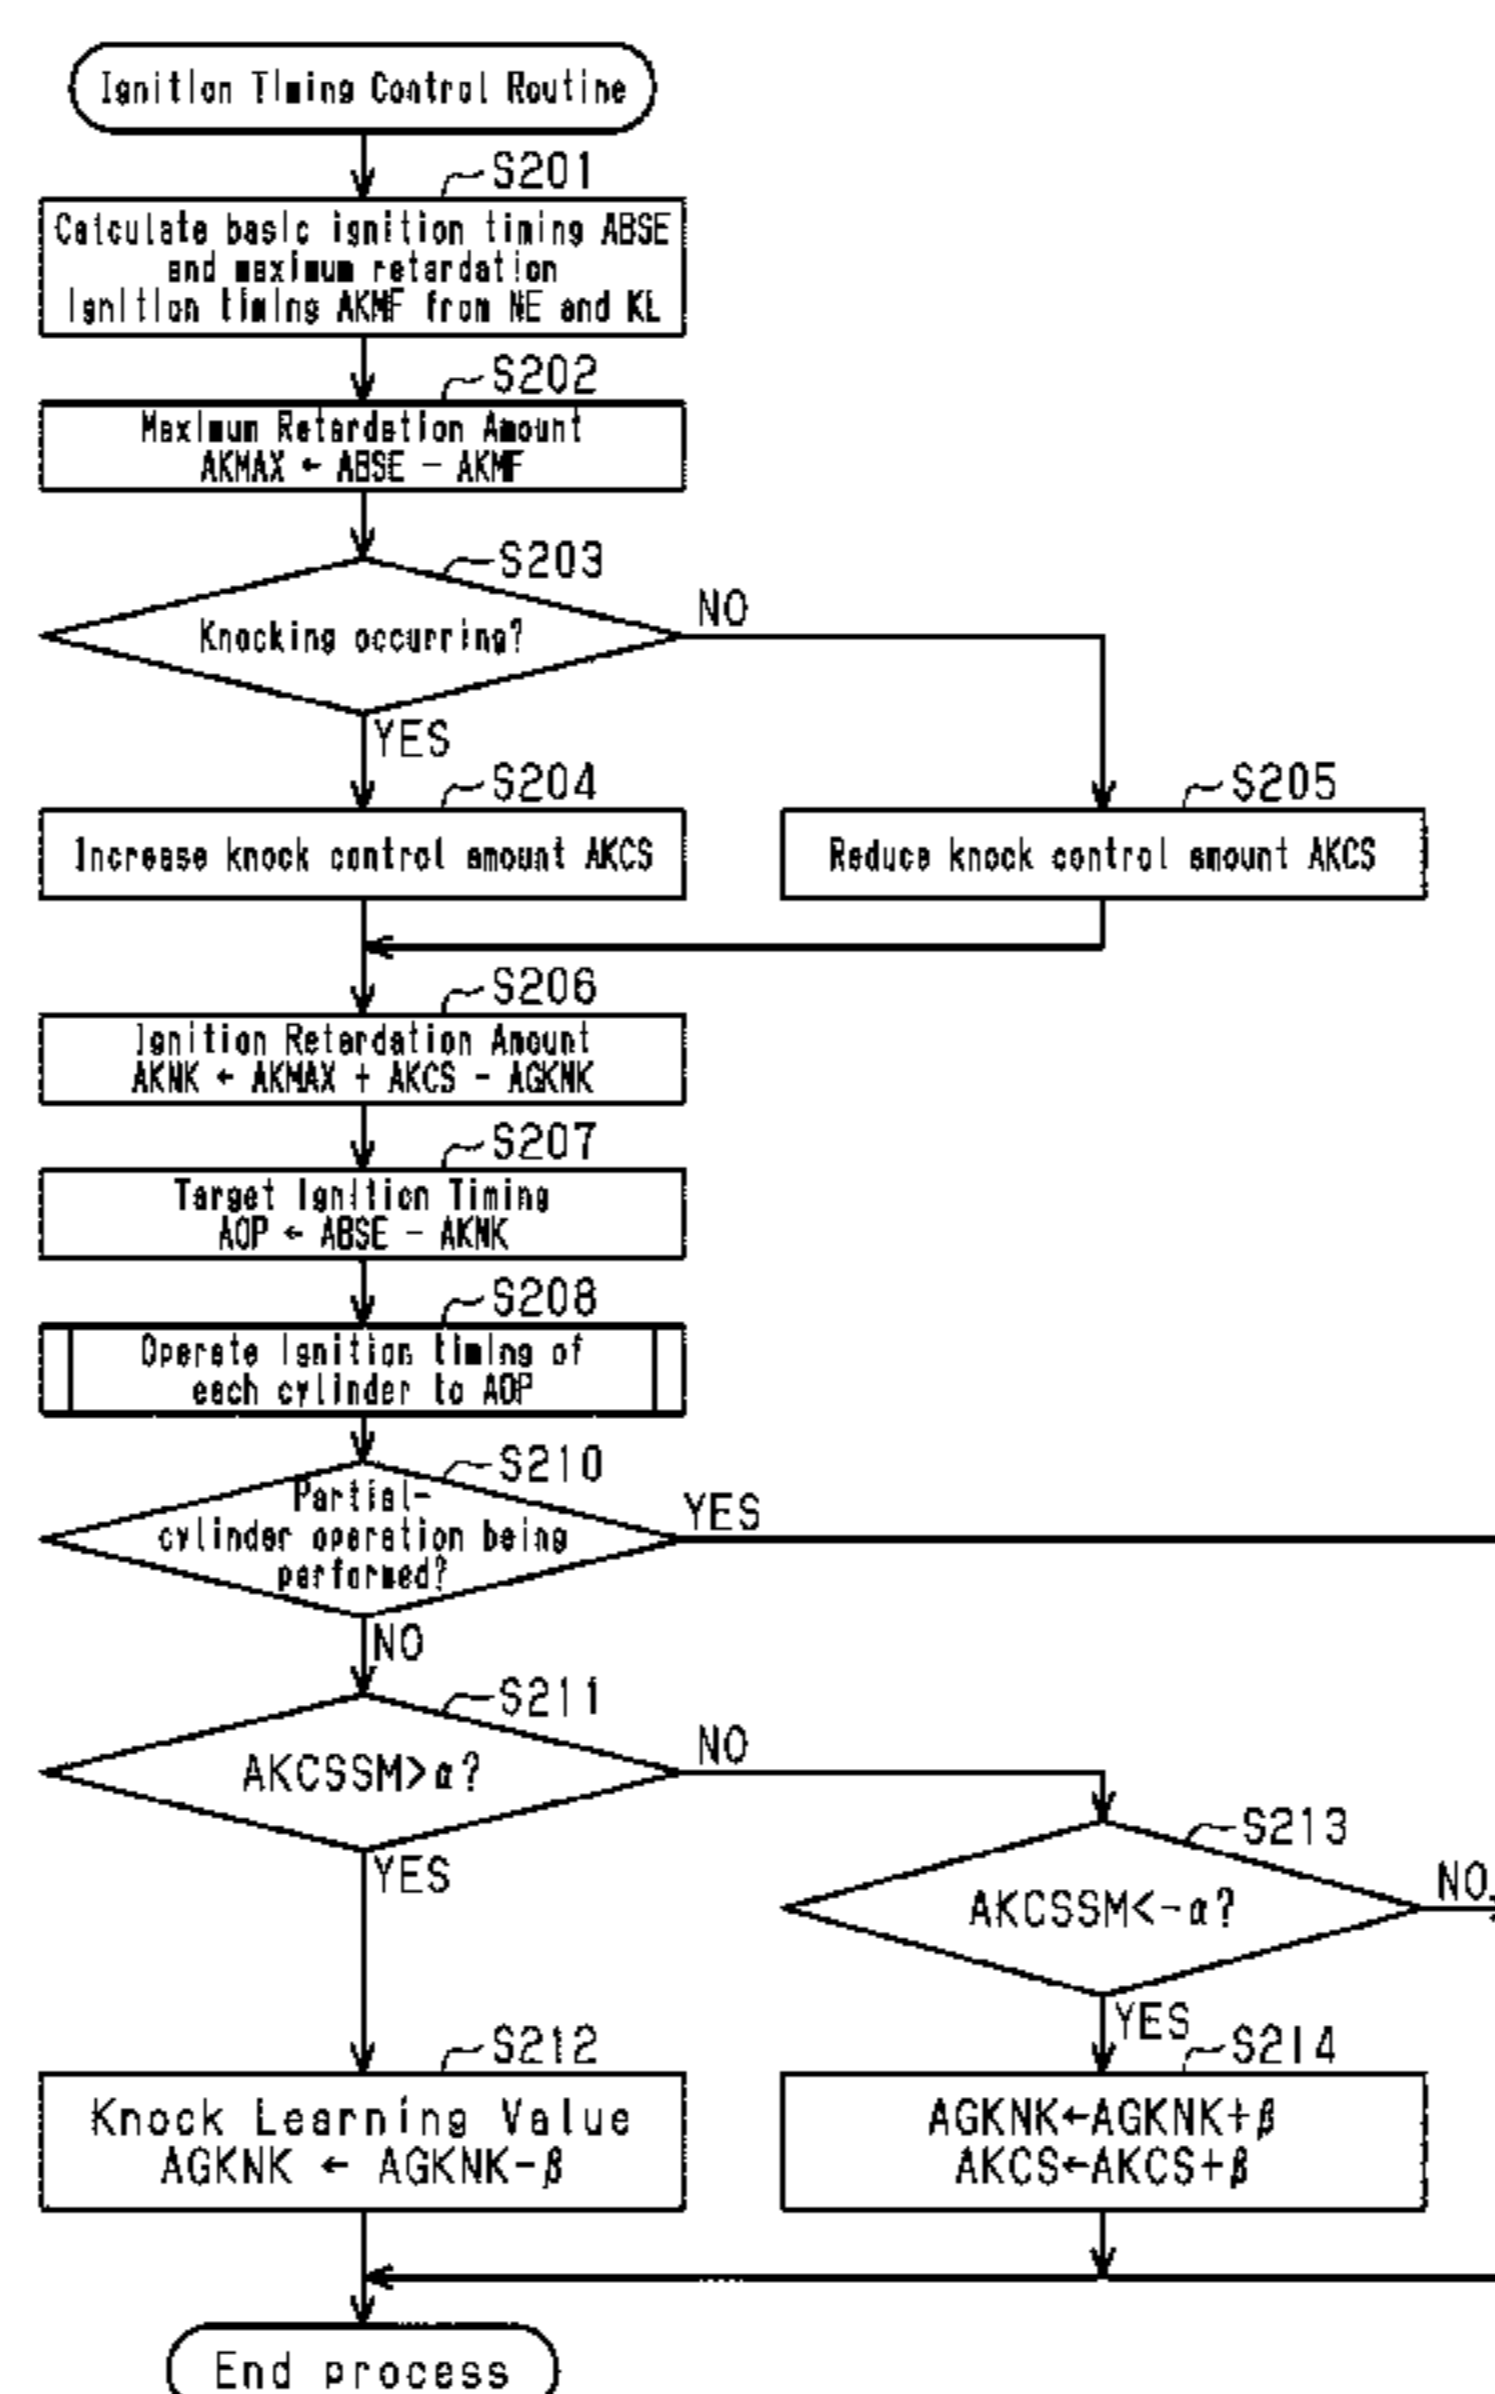 Ignition Timing Control Routine
S201
Calculate basic ignition timing ABSE
and maximum retardation
ignition timing AKMF from NE and KL
S202
Maximum Retardation Amount
AKMAX ← ABSE − AKMF
S203
Knocking occurring?
NO
YES
S204
Increase knock control amount AKCS
S205
Reduce knock control amount AKCS
S206
Ignition Retardation Amount
AKNK ← AKMAX + AKCS − AGKNK
S207
Target Ignition Timing
AOP ← ABSE − AKNK
S208
Operate ignition timing of
each cylinder to AOP
S210
Partial-
cylinder operation being
performed?
YES
NO
S211
AKCSSM>α?
NO
YES
S213
AKCSSM<-α?
NO
YES
S212
Knock Learning Value
AGKNK ← AGKNK-β
S214
AGKNK←AGKNK+β
AKCS←AKCS+β
End process